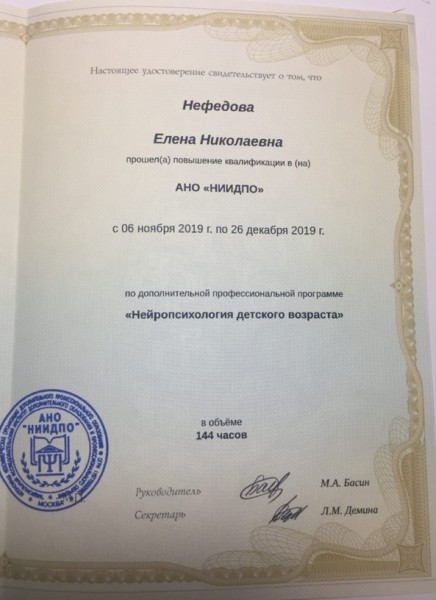 Настоящее удостоверение свидетельствует о том, что
Нефедова
Елена Николаевна
прошел(а) повышение квалификации в (на)
АНО «НИИДПО»
с 06 ноября 2019 г. по 26 декабря 2019 г.
по дополнительной профессиональной программе
«Нейропсихология детского возраста»
в объёме
144 часов
АНО
"НИИДПО"
МОСКВА
Руководитель
М.А. Басин
Секретарь
Л.М. Демина